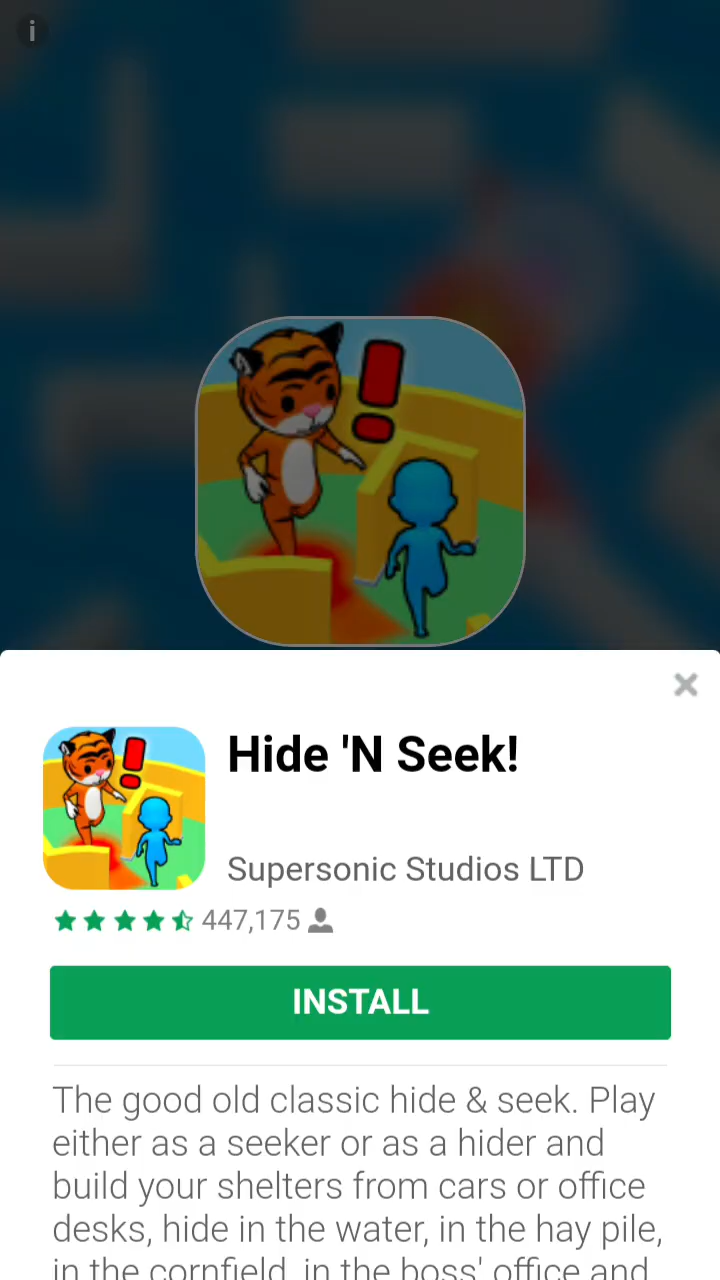 i
Hide 'N Seek!
Supersonic Studios LTD
447,175
INSTALL
The good old classic hide & seek. Play
either as a seeker or as a hider and
build your shelters from cars or office
desks, hide in the water, in the hay pile,
in the cornfield, in the boss' office and